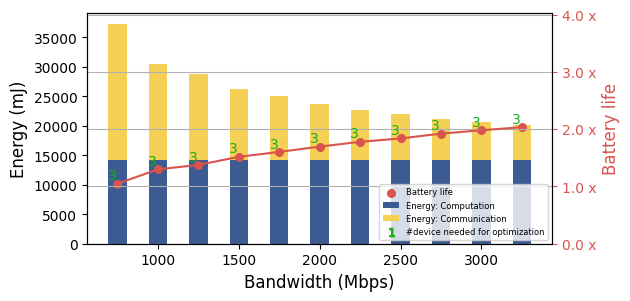 35000
30000
25000
20000
15000
10000
5000
0
Energy (mJ)
4.0 x
3.0 x
2.0 x
1.0 x
0.0 x
Battery life
3 3 3 3 3 3 3 3 3 3 3
Battery life
Energy: Computation
Energy: Communication
1 #device needed for optimization
1000 1500 2000 2500 3000
Bandwidth (Mbps)